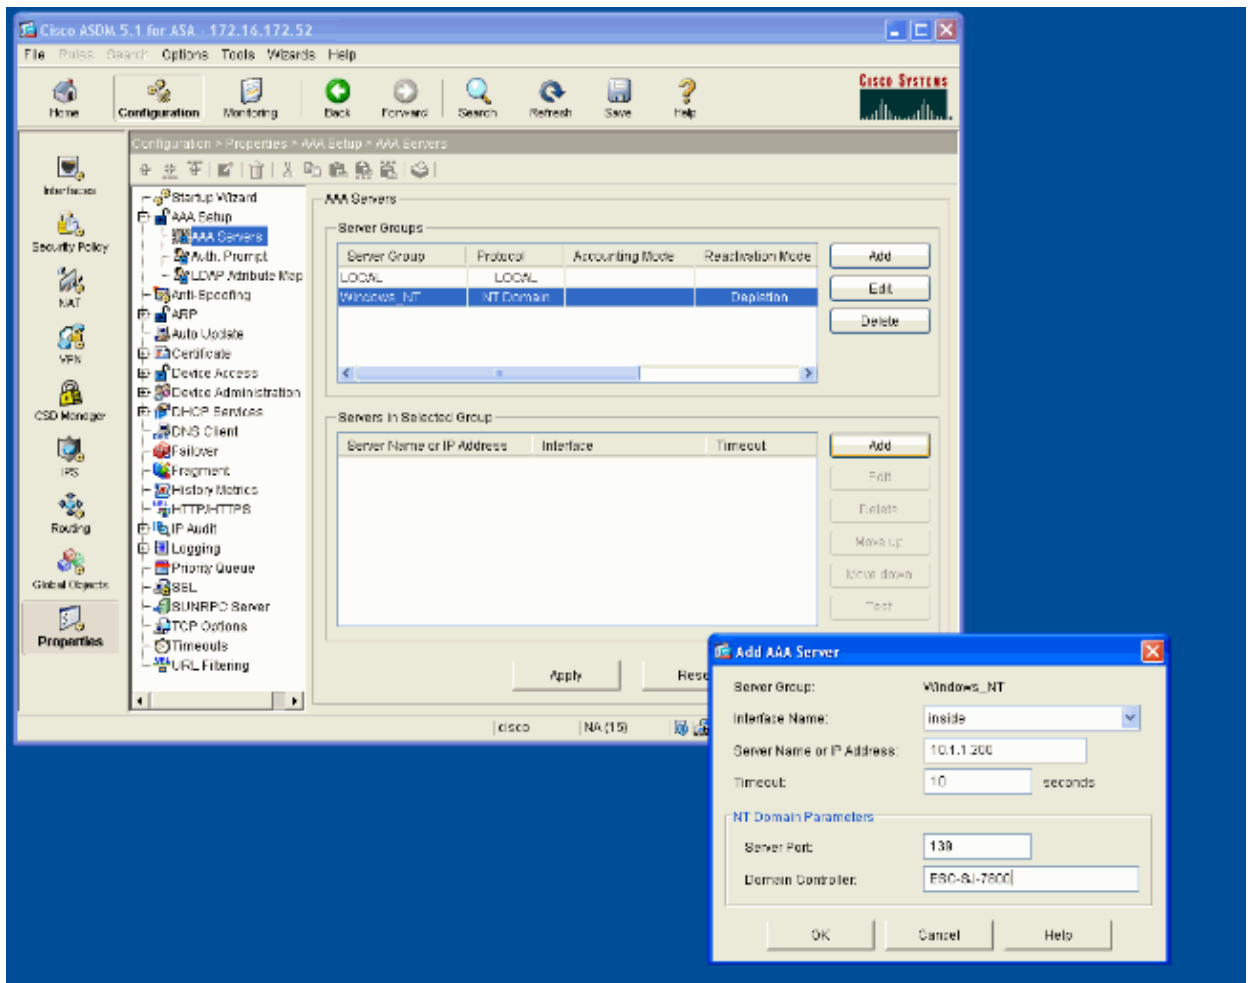 Cisco ASDM 5.1 for ASA - 172.16.172.52
File Rules Search Options Tools Wizards Help
Home Configuration Monitoring Back Forward Search Refresh Save Help
CISCO SYSTEMS
Configuration > Properties > AAA Setup > AAA Servers
Interfaces
Security Policy
NAT
VPN
CSD Manager
IPS
Routing
Global Objects
Properties
Startup Wizard
AAA Setup
AAA Servers
Auth. Prompt
LDAP Attribute Map
Anti-Spoofing
ARP
Auto Update
Certificate
Device Access
Device Administration
DHCP Services
DNS Client
Failover
Fragment
History Metrics
HTTP/HTTPS
IP Audit
Logging
Priority Queue
SSL
SUNRPC Server
TCP Options
Timeouts
URL Filtering
AAA Servers
Server Groups
Server Group Protocol Accounting Mode Reactivation Mode
LOCAL LOCAL
Windows_NT NT Domain Depletion
Add
Edit
Delete
Servers in Selected Group
Server Name or IP Address Interface Timeout
Add
Edit
Delete
Move up
Move down
Test
Apply Rese
cisco NA (15)
Add AAA Server
Server Group: Windows_NT
Interface Name: inside
Server Name or IP Address: 10.1.1.200
Timeout: 10 seconds
NT Domain Parameters
Server Port: 139
Domain Controller: ESC-SJ-7800
OK Cancel Help